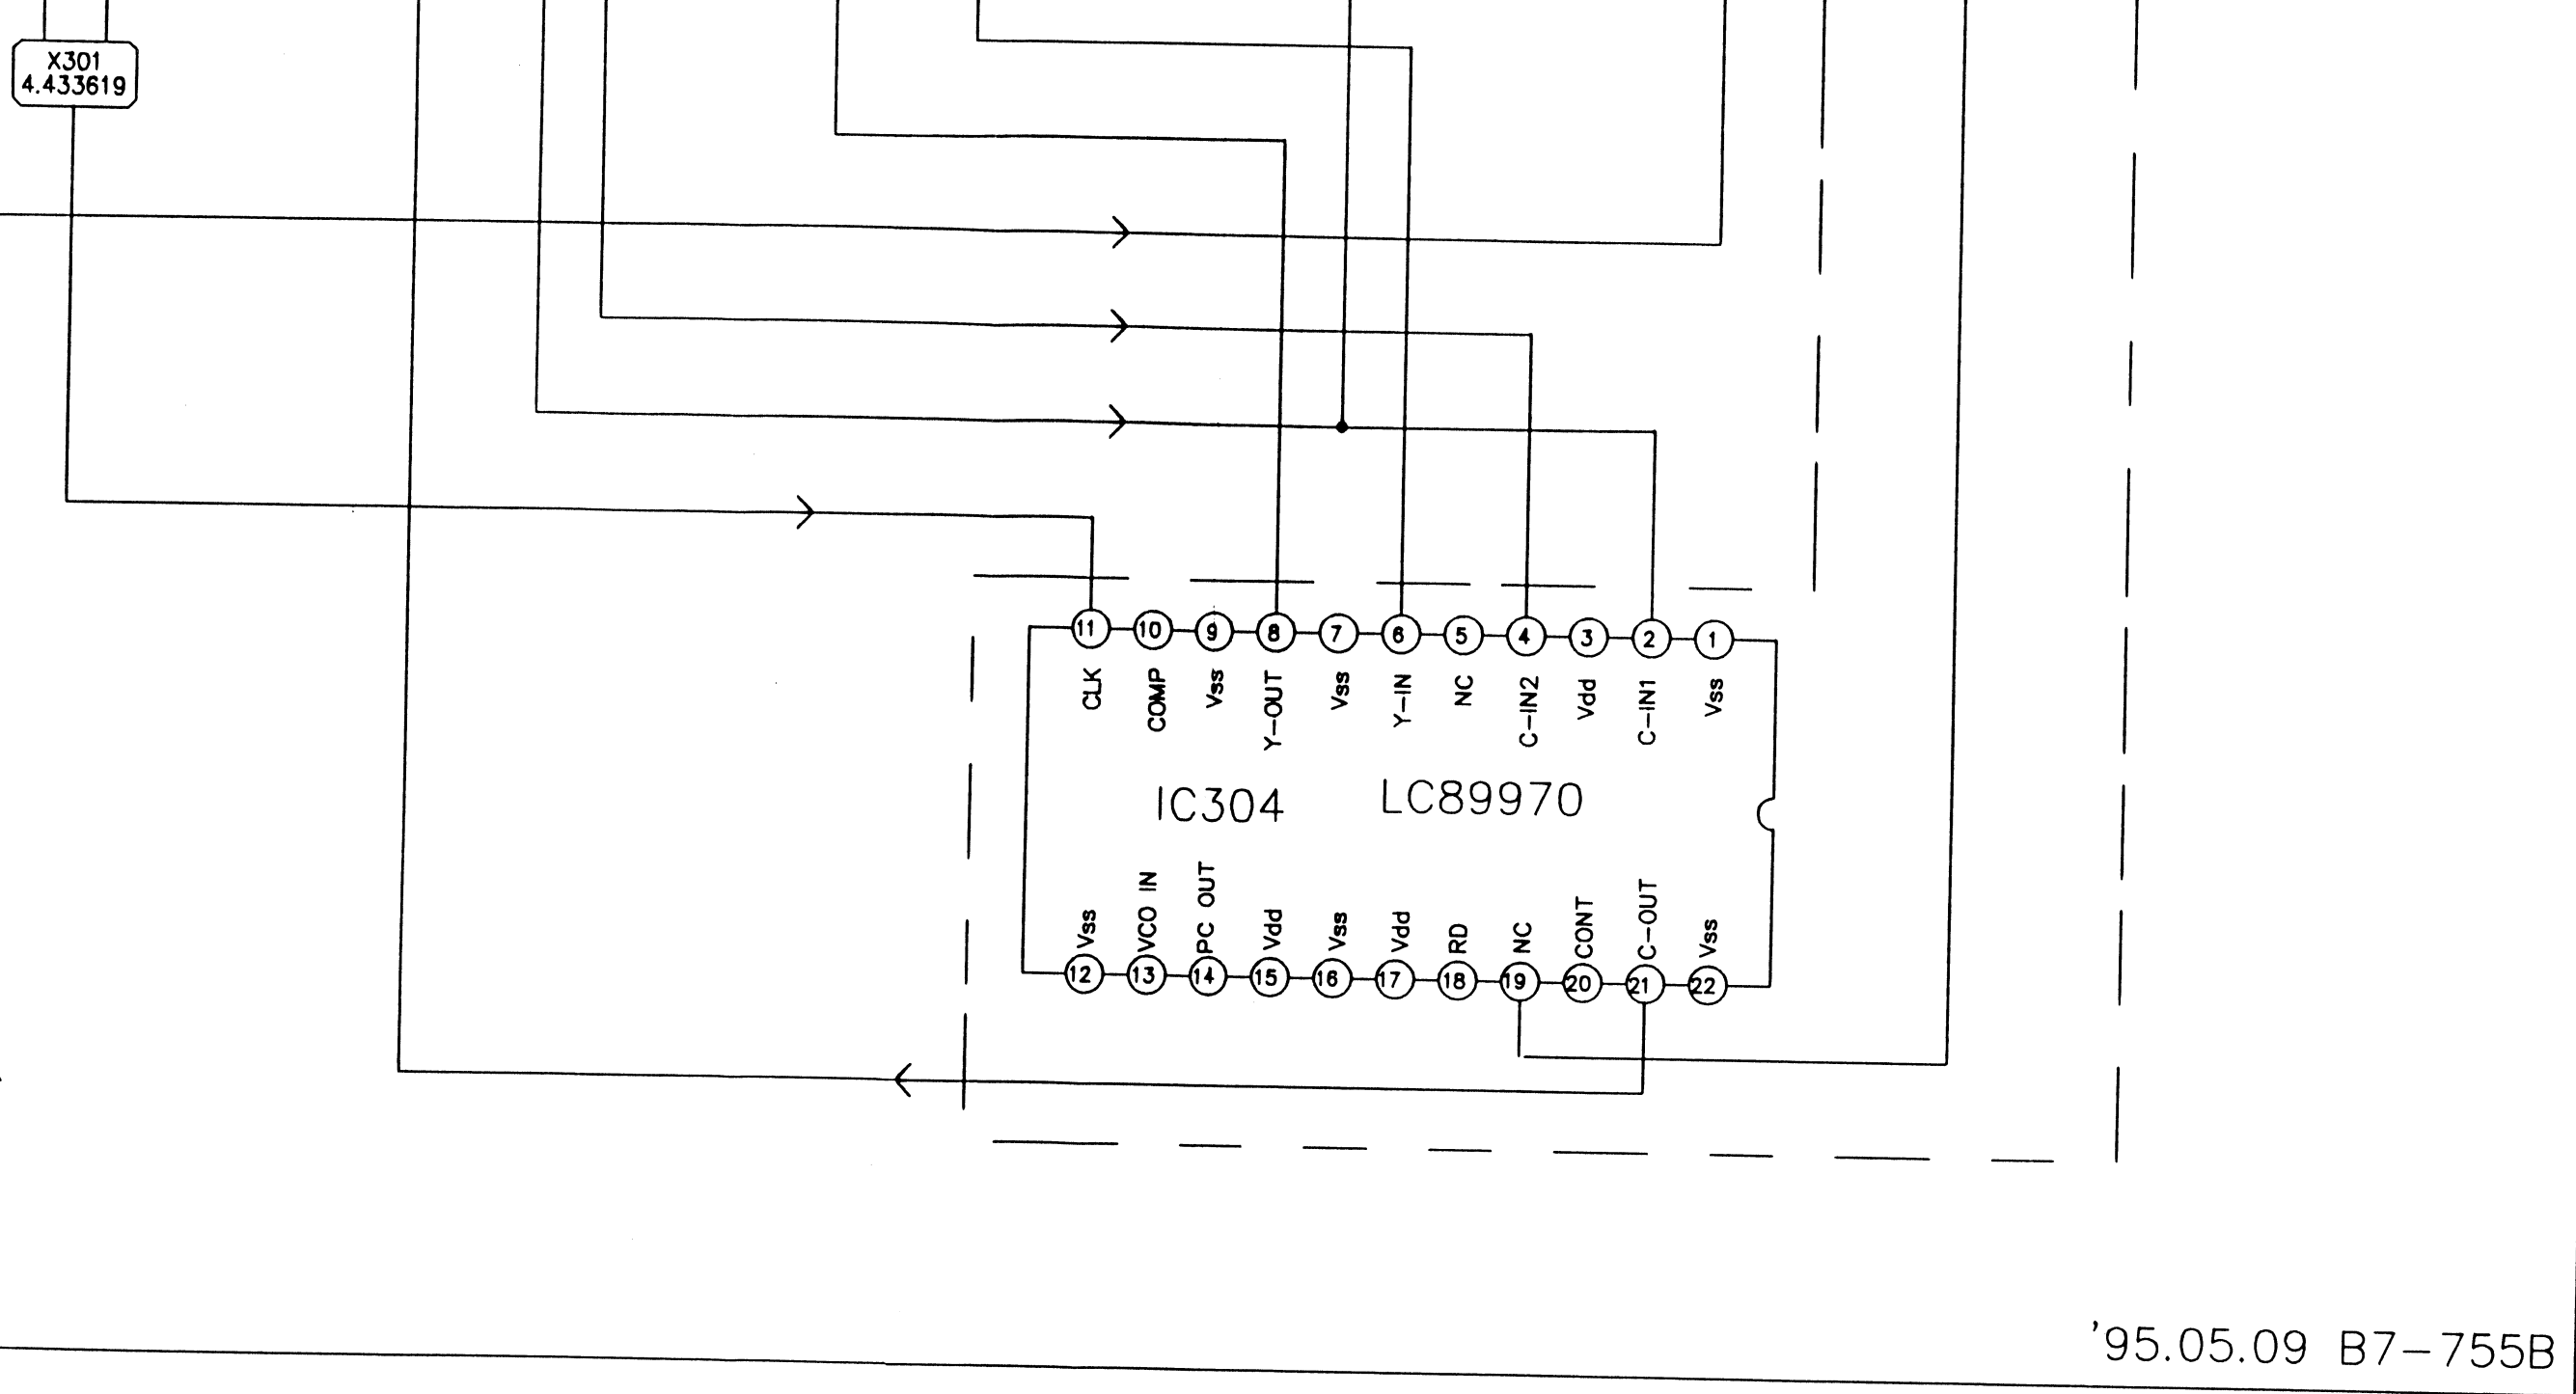 X301
4.433619
11 10 9 8 7 6 5 4 3 2 1
CLK COMP Vss Y-OUT Vss Y-IN NC C-IN2 Vdd C-IN1 Vss
IC304 LC89970
Vss VCO IN PC OUT Vdd Vss Vdd RD NC CONT C-OUT Vss
12 13 14 15 16 17 18 19 20 21 22
'95.05.09 B7-755B